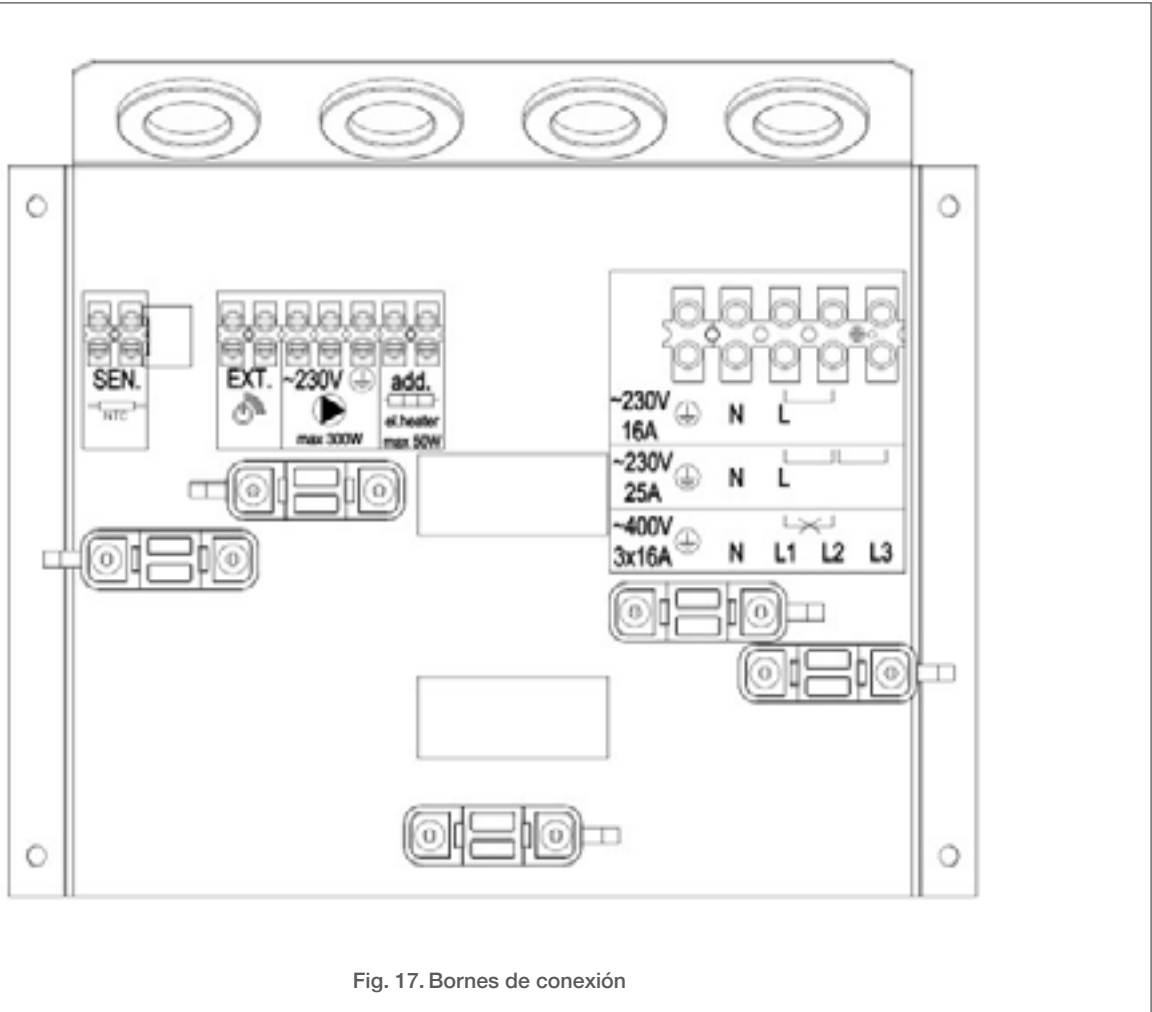 SEN.
NTC
EXT.
~230V
max 300W
add.
el.heater
max 50W
~230V
16A
N
L
~230V
25A
N
L
~400V
3x16A
N
L1
L2
L3
Fig. 17. Bornes de conexión